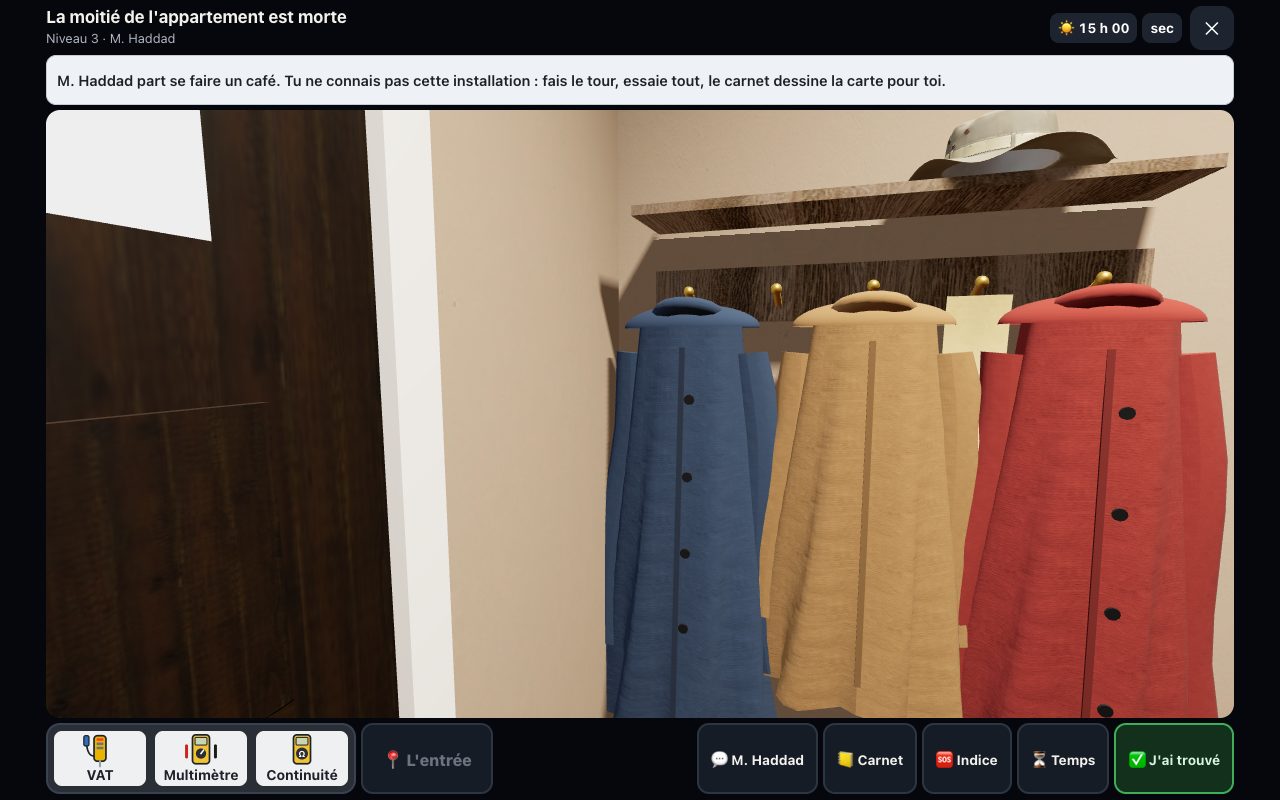 La moitié de l'appartement est morte
Niveau 3 · M. Haddad
15 h 00
sec
M. Haddad part se faire un café. Tu ne connais pas cette installation : fais le tour, essaie tout, le carnet dessine la carte pour toi.
VAT
Multimètre
Ω
Continuité
L'entrée
M. Haddad
Carnet
SOS
Indice
Temps
J'ai trouvé